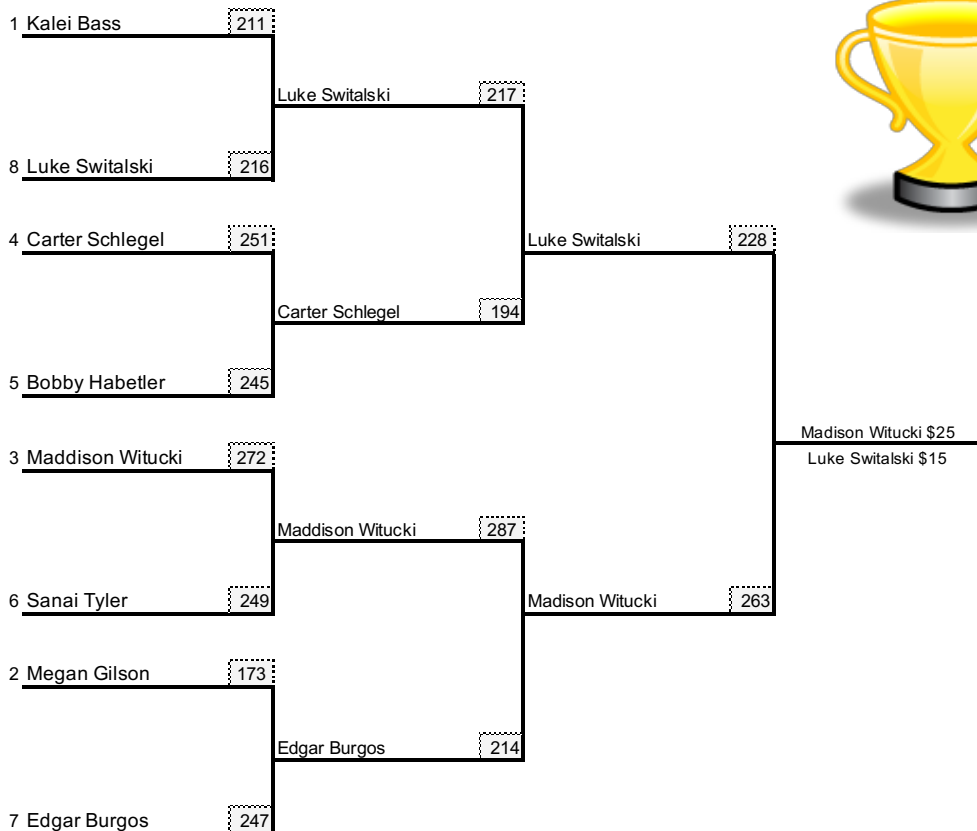 1 Kalei Bass 211
Luke Switalski 217
8 Luke Switalski 216
4 Carter Schlegel 251
Luke Switalski 228
Carter Schlegel 194
5 Bobby Habetler 245
Madison Witucki $25
3 Maddison Witucki 272
Luke Switalski $15
Maddison Witucki 287
6 Sanai Tyler 249
Madison Witucki 263
2 Megan Gilson 173
Edgar Burgos 214
7 Edgar Burgos 247